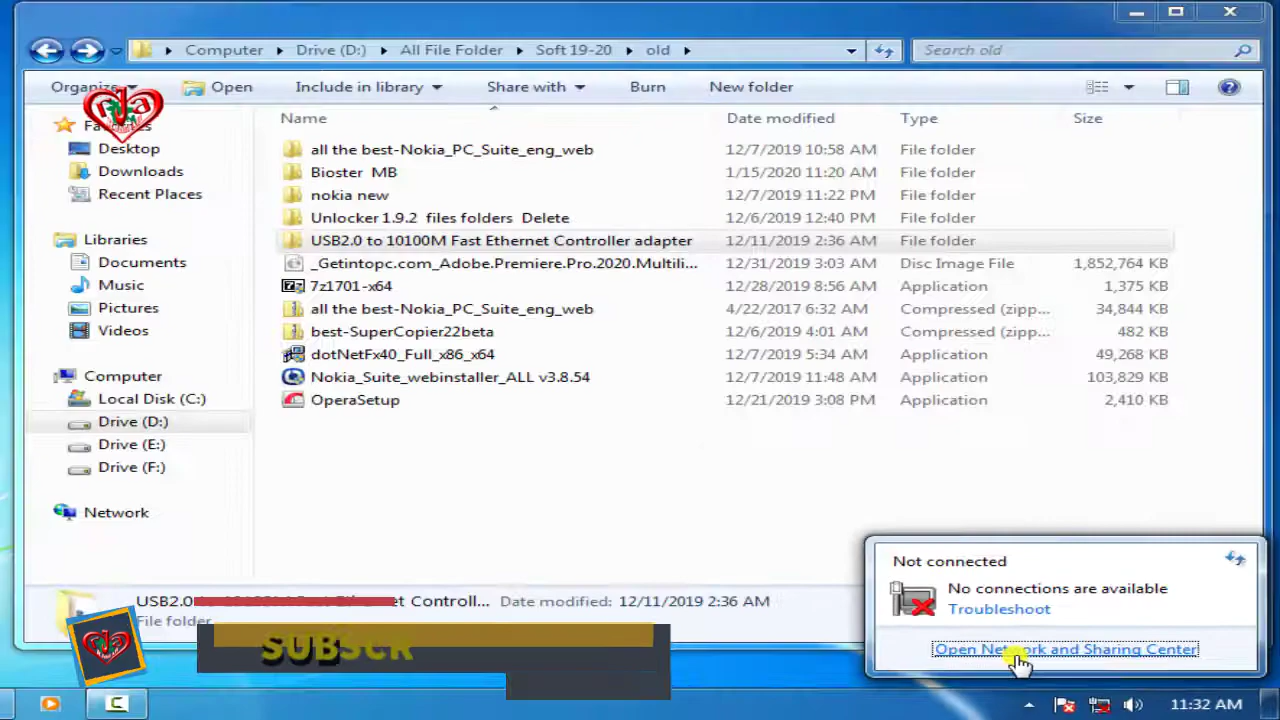 Computer Drive (D:) All File Folder Soft 19-20 old Search old
Organize Open Include in library Share with Burn New folder
Name Date modified Type Size
Desktop
Downloads
Recent Places
Libraries
Documents
Music
Pictures
Videos
Computer
Local Disk (C:)
Drive (D:)
Drive (E:)
Drive (F:)
Network
all the best-Nokia_PC_Suite_eng_web 12/7/2019 10:58 AM File folder
Bioster MB 1/15/2020 11:20 AM File folder
nokia new 12/7/2019 11:22 PM File folder
Unlocker 1.9.2 files folders Delete 12/6/2019 12:40 PM File folder
USB2.0 to 10100M Fast Ethernet Controller adapter 12/11/2019 2:36 AM File folder
_Getintopc.com_Adobe.Premiere.Pro.2020.Multili... 12/31/2019 3:03 AM Disc Image File 1,852,764 KB
7z1701-x64 12/28/2019 8:56 AM Application 1,375 KB
all the best-Nokia_PC_Suite_eng_web 4/22/2017 6:32 AM Compressed (zipp... 34,844 KB
best-SuperCopier22beta 12/6/2019 4:01 AM Compressed (zipp... 482 KB
dotNetFx40_Full_x86_x64 12/7/2019 5:34 AM Application 49,268 KB
Nokia_Suite_webinstaller_ALL v3.8.54 12/7/2019 11:48 AM Application 103,829 KB
OperaSetup 12/21/2019 3:08 PM Application 2,410 KB
Not connected
No connections are available
Troubleshoot
Open Network and Sharing Center
USB2.0 Controll... Date modified: 12/11/2019 2:36 AM
File folder
SUBSCR
11:32 AM